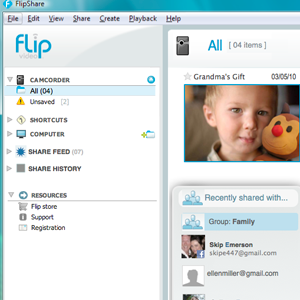 FlipShare
File Edit View Share Create Playback Help
flip
video
CAMCORDER
All (04)
Unsaved [2]
SHORTCUTS
COMPUTER
SHARE FEED (07)
SHARE HISTORY
RESOURCES
Flip store
Support
Registration
All [ 04 items ]
Grandma's Gift 03/05/10
Recently shared with...
Group: Family
Skip Emerson
skipe447@gmail.com
ellenmiller@gmail.com